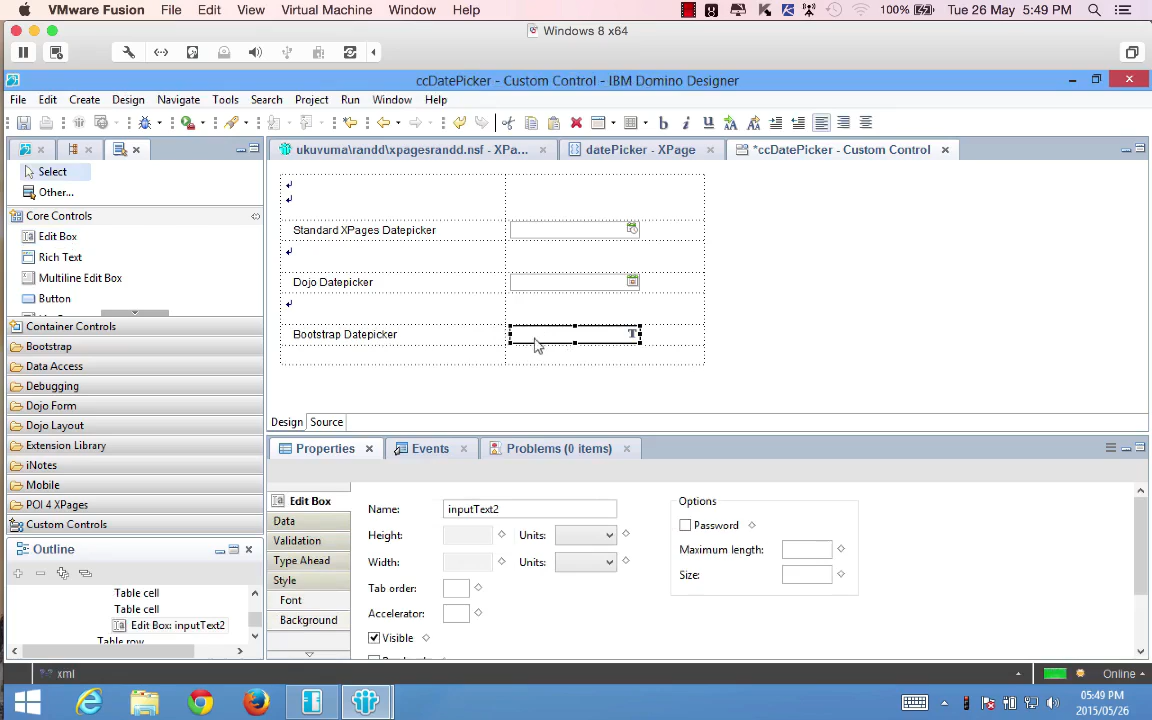 VMware Fusion File Edit View Virtual Machine Window Help 100% Tue 26 May 5:49 PM
Windows 8 x64
ccDatePicker - Custom Control - IBM Domino Designer
File Edit Create Design Navigate Tools Search Project Run Window Help
ukuvuma\randd\xpagesrandd.nsf - XPa... datePicker - XPage *ccDatePicker - Custom Control
Select
Other...
Core Controls
Edit Box
Rich Text
Multiline Edit Box
Button
Container Controls
Bootstrap
Data Access
Debugging
Dojo Form
Dojo Layout
Extension Library
iNotes
Mobile
POI 4 XPages
Custom Controls
Standard XPages Datepicker
Dojo Datepicker
Bootstrap Datepicker
Design Source
Outline
Table cell
Table cell
Edit Box: inputText2
Table row
Properties Events Problems (0 items)
Edit Box
Data
Validation
Type Ahead
Style
Font
Background
Name: inputText2
Height: Units:
Width: Units:
Tab order:
Accelerator:
Visible
Options
Password
Maximum length:
Size:
xml Online
05:49 PM
2015/05/26